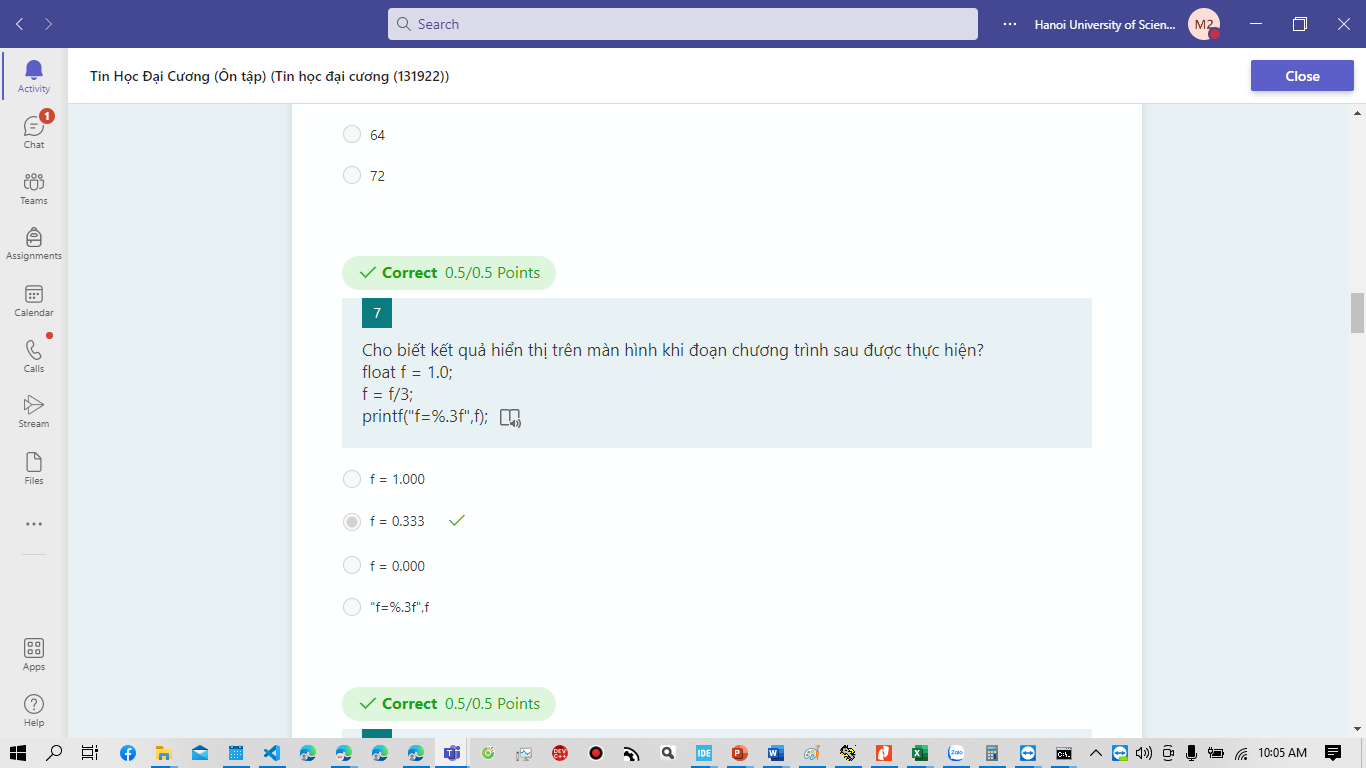 Search
Hanoi University of Scien...
M2
Activity
1
Chat
Teams
Assignments
Calendar
Calls
Stream
Files
Apps
Help
Tin Học Đại Cương (Ôn tập) (Tin học đại cương (131922))
Close
64
72
Correct 0.5/0.5 Points
7
Cho biết kết quả hiển thị trên màn hình khi đoạn chương trình sau được thực hiện?
float f = 1.0;
f = f/3;
printf("f=%.3f",f);
f = 1.000
f = 0.333
f = 0.000
"f=%.3f",f
Correct 0.5/0.5 Points
DEV C++
IDE
Zalo
10:05 AM